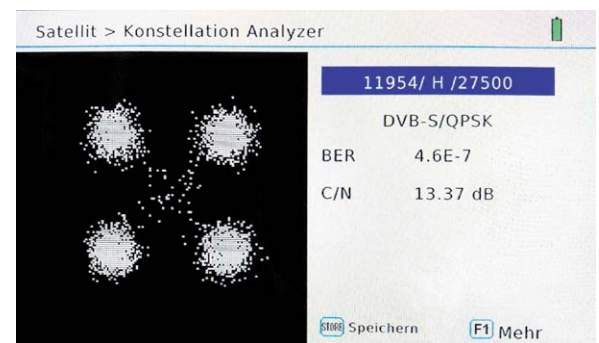 Satellit > Konstellation Analyzer
11954/ H /27500
DVB-S/QPSK
BER 4.6E-7
C/N 13.37 dB
STORE Speichern F1 Mehr